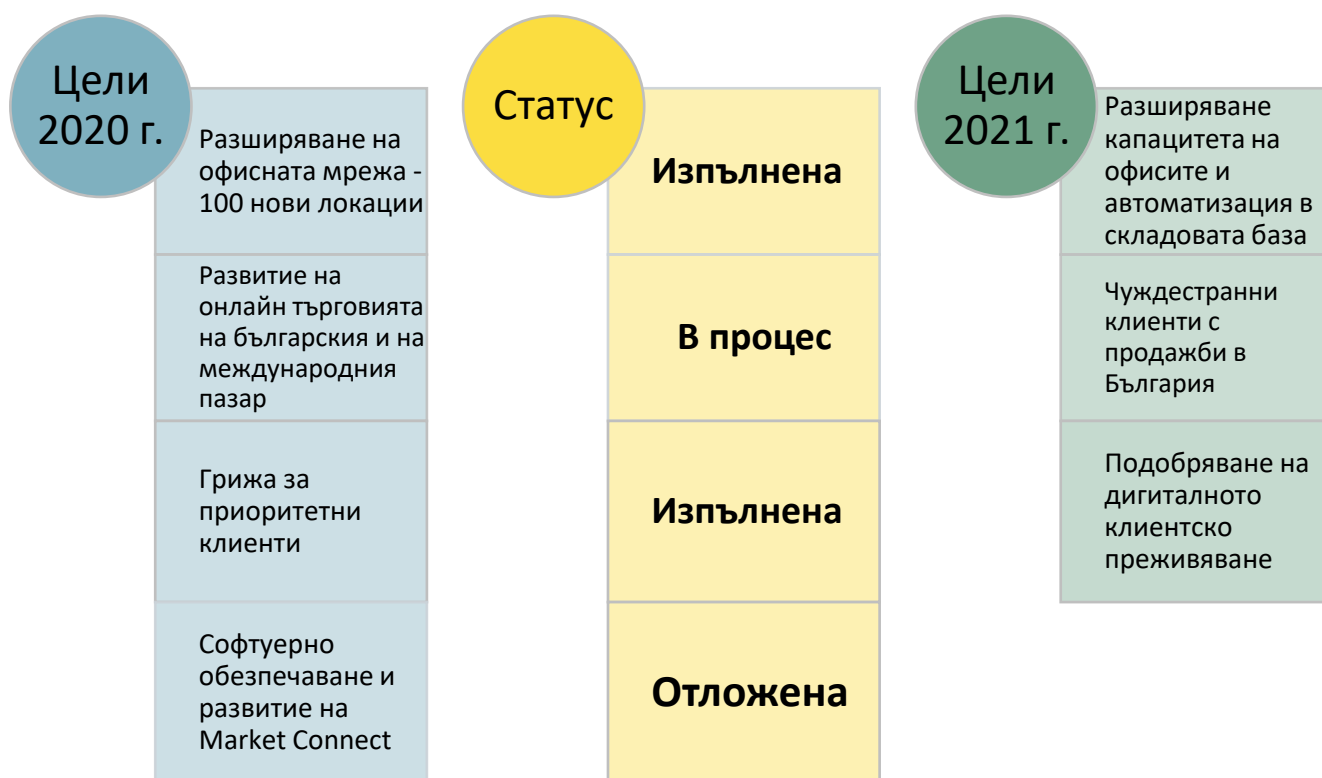 Цели
2020 г.
Разширяване на
офисната мрежа -
100 нови локации
Развитие на
онлайн търговията
на българския и на
международния
пазар
Грижа за
приоритетни
клиенти
Софтуерно
обезпечаване и
развитие на
Market Connect
Статус
Изпълнена
В процес
Изпълнена
Отложена
Цели
2021 г.
Разширяване
капацитета на
офисите и
автоматизация в
складовата база
Чуждестранни
клиенти с
продажби в
България
Подобряване на
дигиталното
клиентско
преживяване